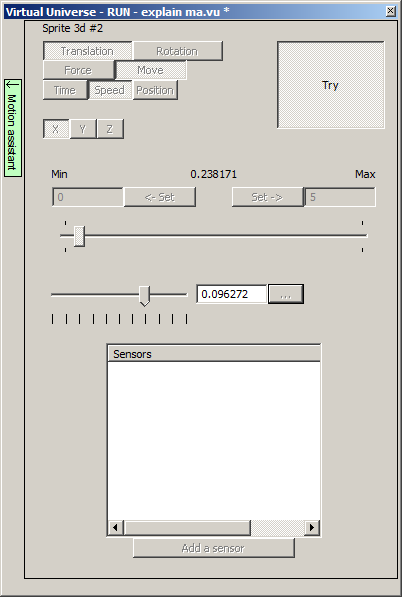 Virtual Universe - RUN - explain ma.vu *
Sprite 3d #2
Translation Rotation
Force Move
Time Speed Position
Try
Motion assistant
X Y Z
Min 0.238171 Max
0 <- Set Set -> 5
0.096272 ...
Sensors
Add a sensor